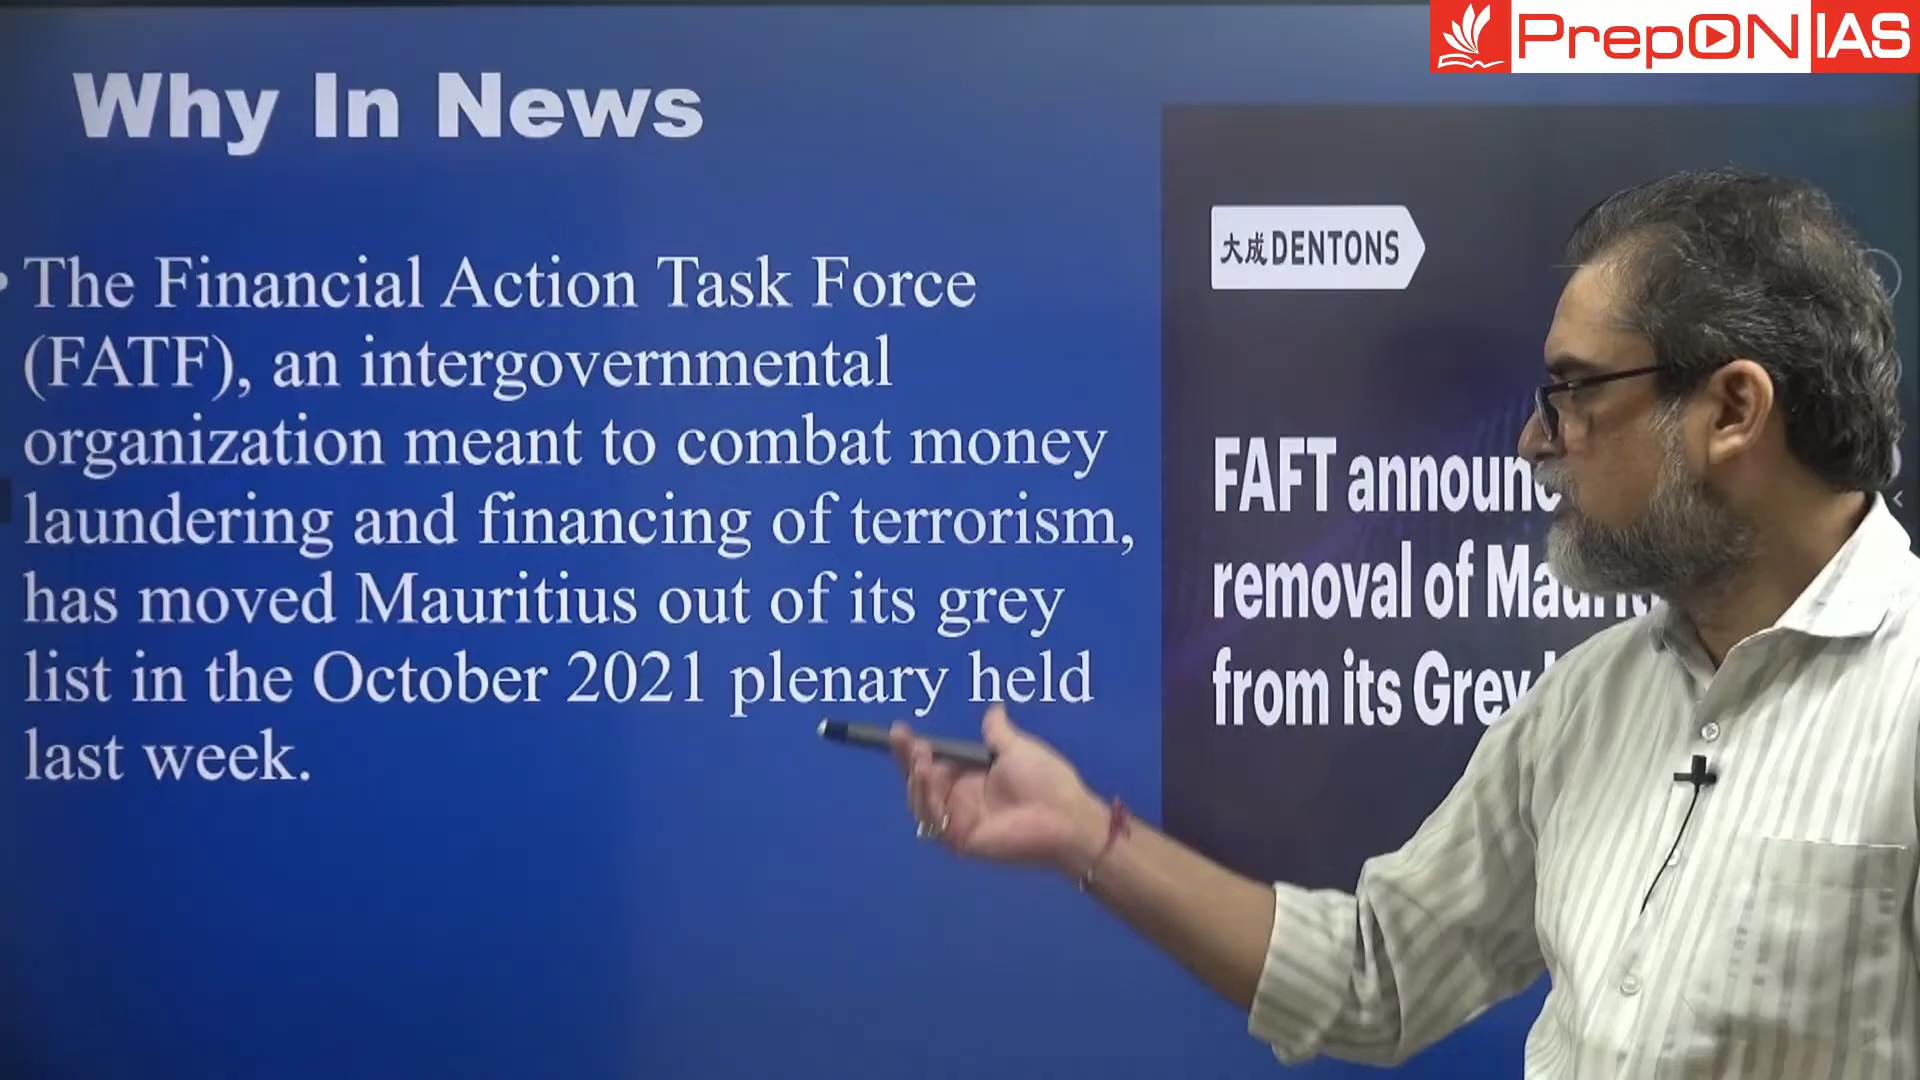 PrepON IAS
Why In News
• The Financial Action Task Force
(FATF), an intergovernmental
organization meant to combat money
laundering and financing of terrorism,
has moved Mauritius out of its grey
list in the October 2021 plenary held
last week.
大成 DENTONS
FAFT
removal of
from its Grey